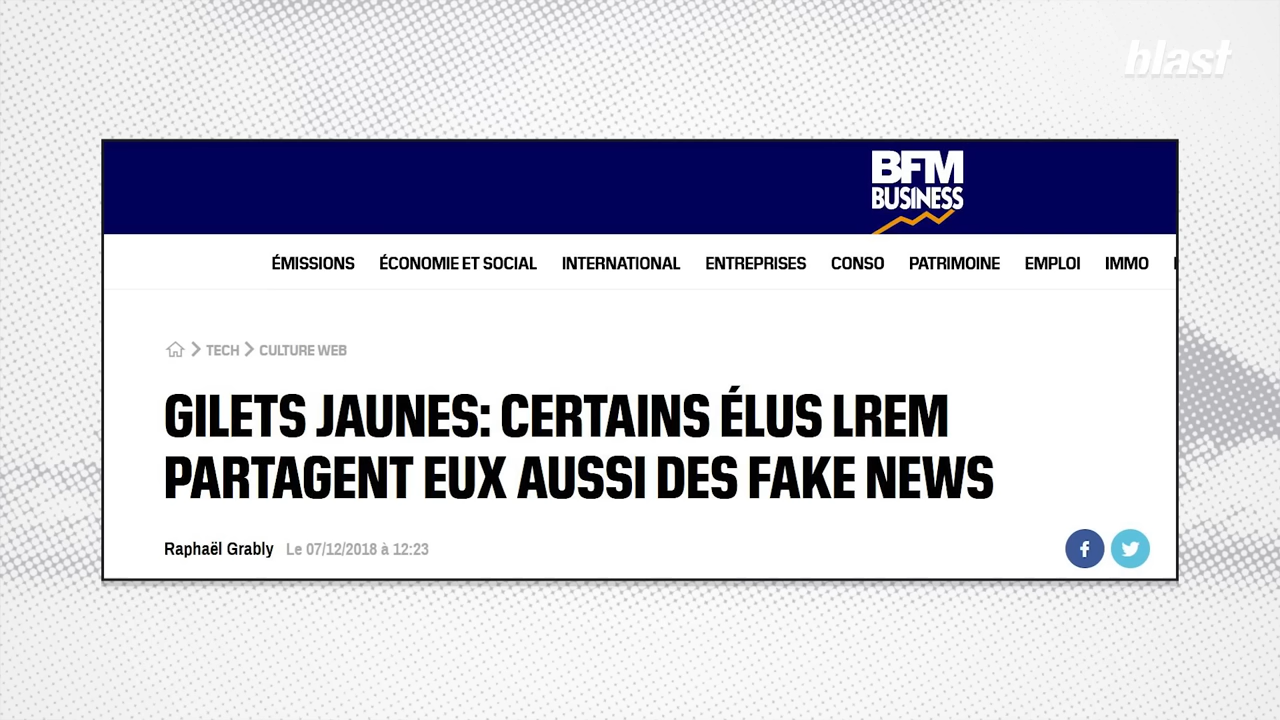 blast
BFM
BUSINESS
ÉMISSIONS ÉCONOMIE ET SOCIAL INTERNATIONAL ENTREPRISES CONSO PATRIMOINE EMPLOI IMMO
TECH CULTURE WEB
GILETS JAUNES: CERTAINS ÉLUS LREM
PARTAGENT EUX AUSSI DES FAKE NEWS
Raphaël Grably Le 07/12/2018 à 12:23